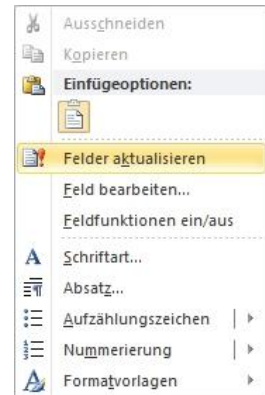 Ausschneiden
Kopieren
Einfügeoptionen:
Felder aktualisieren
Feld bearbeiten...
Feldfunktionen ein/aus
Schriftart...
Absatz...
Aufzählungszeichen
Nummerierung
Formatvorlagen